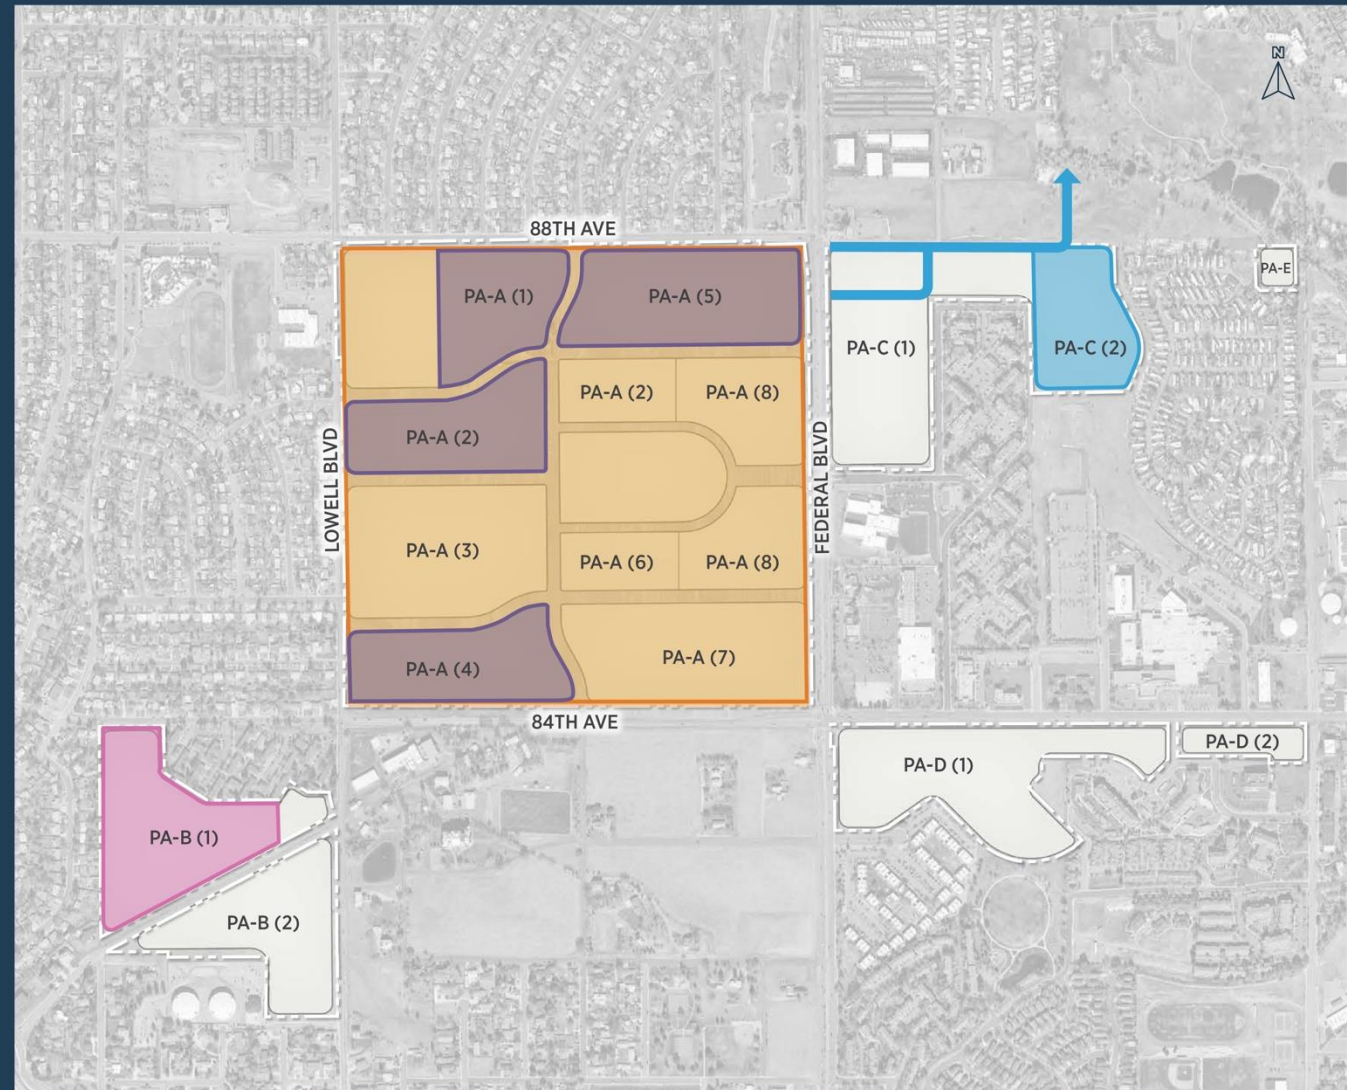 N
88TH AVE
PA-A (1)
PA-A (5)
PA-E
PA-C (1)
PA-C (2)
PA-A (2)
PA-A (8)
PA-A (2)
LOWELL BLVD
FEDERAL BLVD
PA-A (3)
PA-A (6)
PA-A (8)
PA-A (4)
PA-A (7)
84TH AVE
PA-D (1)
PA-D (2)
PA-B (1)
PA-B (2)